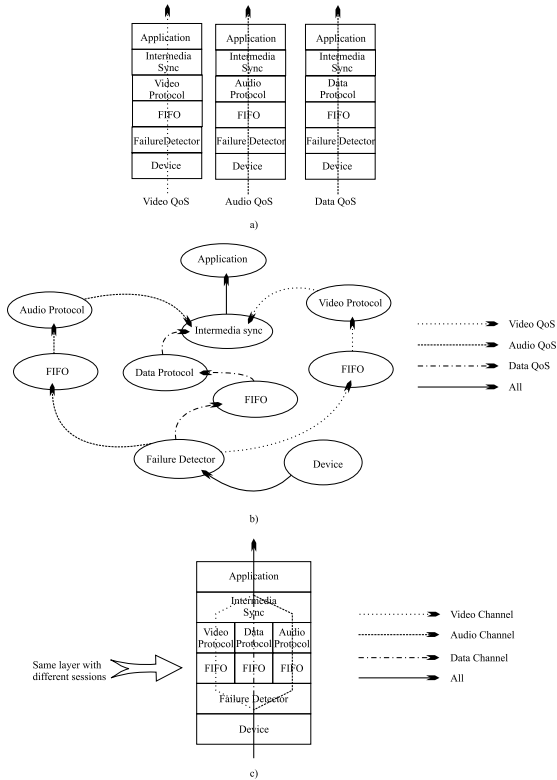 Application
Application
Application
Intermedia
Sync
Intermedia
Sync
Intermedia
Sync
Video
Protocol
Audio
Protocol
Data
Protocol
FIFO
FIFO
FIFO
FailureDetector
Failure Detector
Failure Detector
Device
Device
Device
Video QoS
Audio QoS
Data QoS
a)
Application
Audio Protocol
Video Protocol
Intermedia sync
Video QoS
Audio QoS
Data QoS
All
FIFO
Data Protocol
FIFO
FIFO
Failure Detector
Device
b)
Application
Intermedia
Sync
Video
Protocol
Data
Protocol
Audio
Protocol
FIFO
FIFO
FIFO
Failure Detector
Device
Same layer with
different sessions
Video Channel
Audio Channel
Data Channel
All
c)